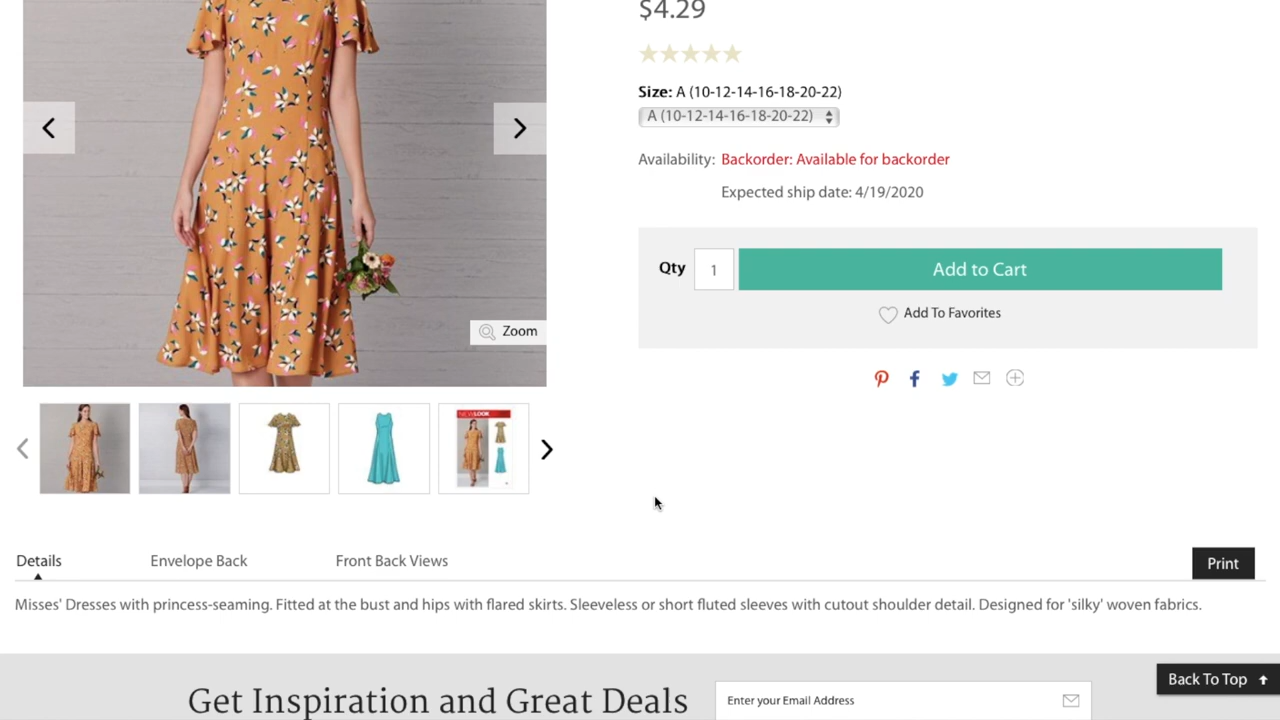 $4.29
Size: A (10-12-14-16-18-20-22)
A (10-12-14-16-18-20-22)
Availability: Backorder: Available for backorder
Expected ship date: 4/19/2020
Qty 1 Add to Cart
Add To Favorites
Zoom
NEW LOOK
Details Envelope Back Front Back Views Print
Misses' Dresses with princess-seaming. Fitted at the bust and hips with flared skirts. Sleeveless or short fluted sleeves with cutout shoulder detail. Designed for 'silky' woven fabrics.
Back To Top
Get Inspiration and Great Deals Enter your Email Address